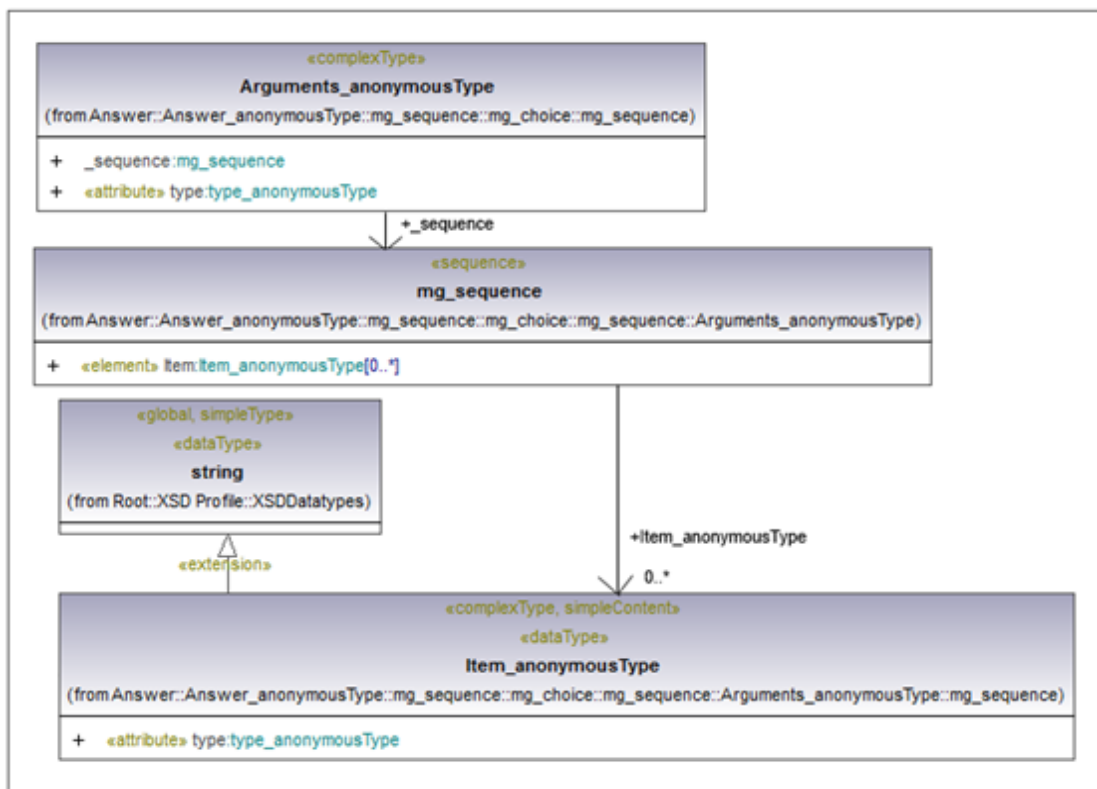 «complexType»
Arguments_anonymousType
(from Answer::Answer_anonymousType::mg_sequence::mg_choice::mg_sequence)
+ _sequence:mg_sequence
+ «attribute» type:type_anonymousType
+_sequence
«sequence»
mg_sequence
(from Answer::Answer_anonymousType::mg_sequence::mg_choice::mg_sequence::Arguments_anonymousType)
+ «element» Item:Item_anonymousType[0..*]
«global, simpleType»
«dataType»
string
(from Root::XSD Profile::XSDDatatypes)
+Item_anonymousType
«extension»
0..*
«complexType, simpleContent»
«dataType»
Item_anonymousType
(from Answer::Answer_anonymousType::mg_sequence::mg_choice::mg_sequence::Arguments_anonymousType::mg_sequence)
+ «attribute» type:type_anonymousType